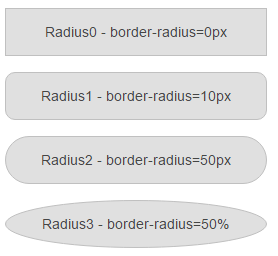 Radius0 - border-radius=0px
Radius1 - border-radius=10px
Radius2 - border-radius=50px
Radius3 - border-radius=50%